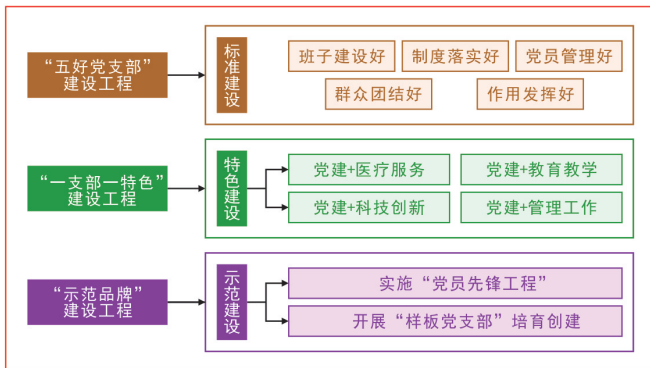 “五好党支部”
建设工程
标准建设
班子建设好
制度落实好
党员管理好
群众团结好
作用发挥好
“一支部一特色”
建设工程
特色建设
党建+医疗服务
党建+教育教学
党建+科技创新
党建+管理工作
“示范品牌”
建设工程
示范建设
实施“党员先锋工程”
开展“样板党支部”培育创建